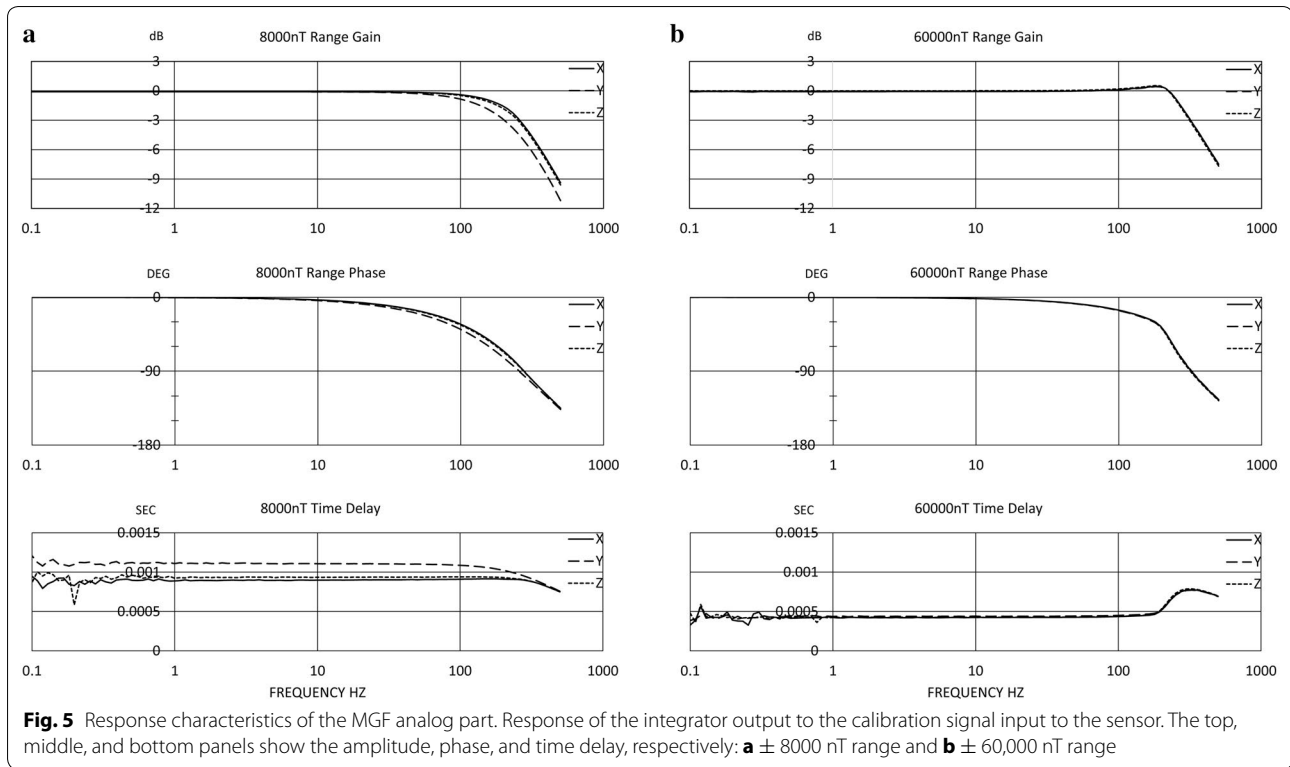 a
dB 8000nT Range Gain
3
0
-3
-6
-9
-12
X
Y
Z
0.1 1 10 100 1000
DEG 8000nT Range Phase
0
-90
-180
X
Y
Z
0.1 1 10 100 1000
SEC 8000nT Time Delay
0.0015
0.001
0.0005
0
X
Y
Z
0.1 1 10 100 1000
FREQUENCY HZ
b
dB 60000nT Range Gain
3
0
-3
-6
-9
-12
X
Y
Z
0.1 1 10 100 1000
DEG 60000nT Range Phase
0
-90
-180
X
Y
Z
0.1 1 10 100 1000
SEC 60000nT Time Delay
0.0015
0.001
0.0005
0
X
Y
Z
0.1 1 10 100 1000
FREQUENCY HZ
Fig. 5 Response characteristics of the MGF analog part. Response of the integrator output to the calibration signal input to the sensor. The top,
middle, and bottom panels show the amplitude, phase, and time delay, respectively: a ± 8000 nT range and b ± 60,000 nT range